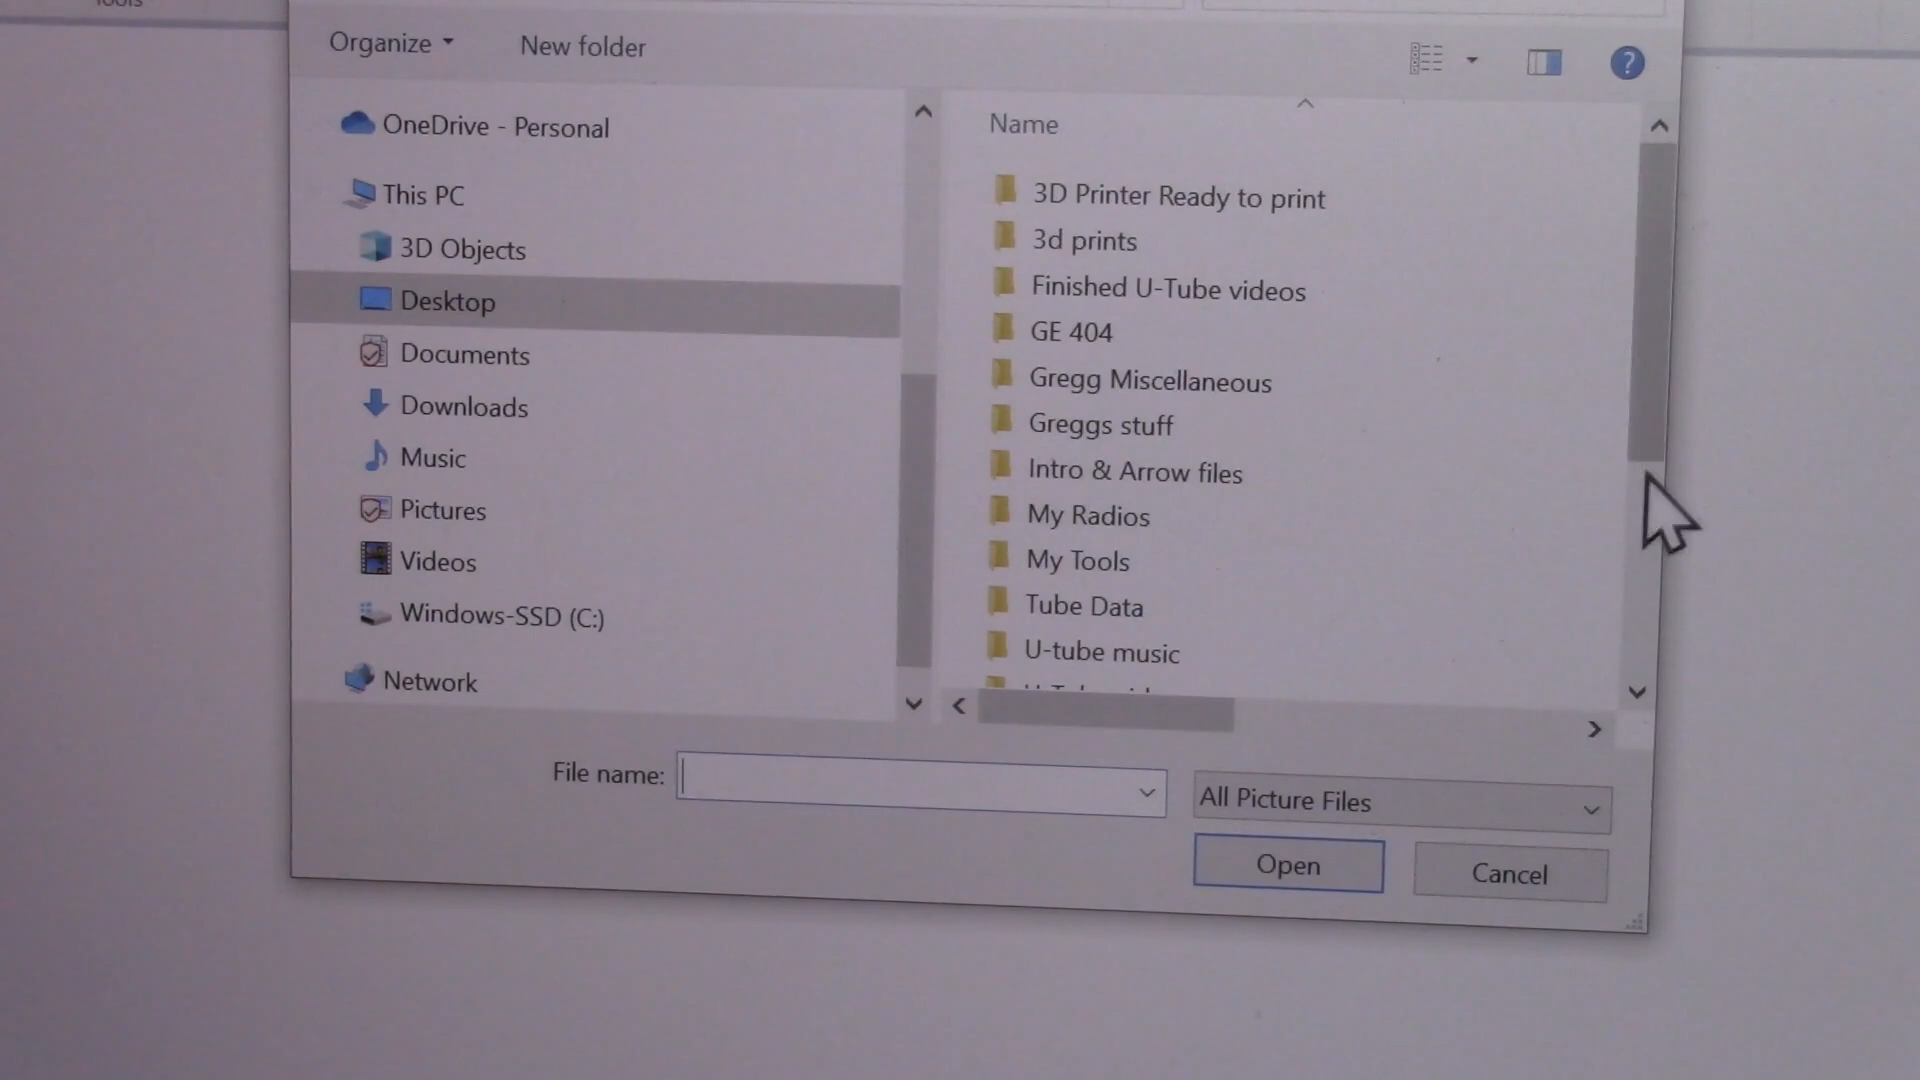 Tools
Organize
New folder
?
OneDrive - Personal
This PC
3D Objects
Desktop
Documents
Downloads
Music
Pictures
Videos
Windows-SSD (C:)
Network
Name
3D Printer Ready to print
3d prints
Finished U-Tube videos
GE 404
Gregg Miscellaneous
Greggs stuff
Intro & Arrow files
My Radios
My Tools
Tube Data
U-tube music
File name:
All Picture Files
Open
Cancel